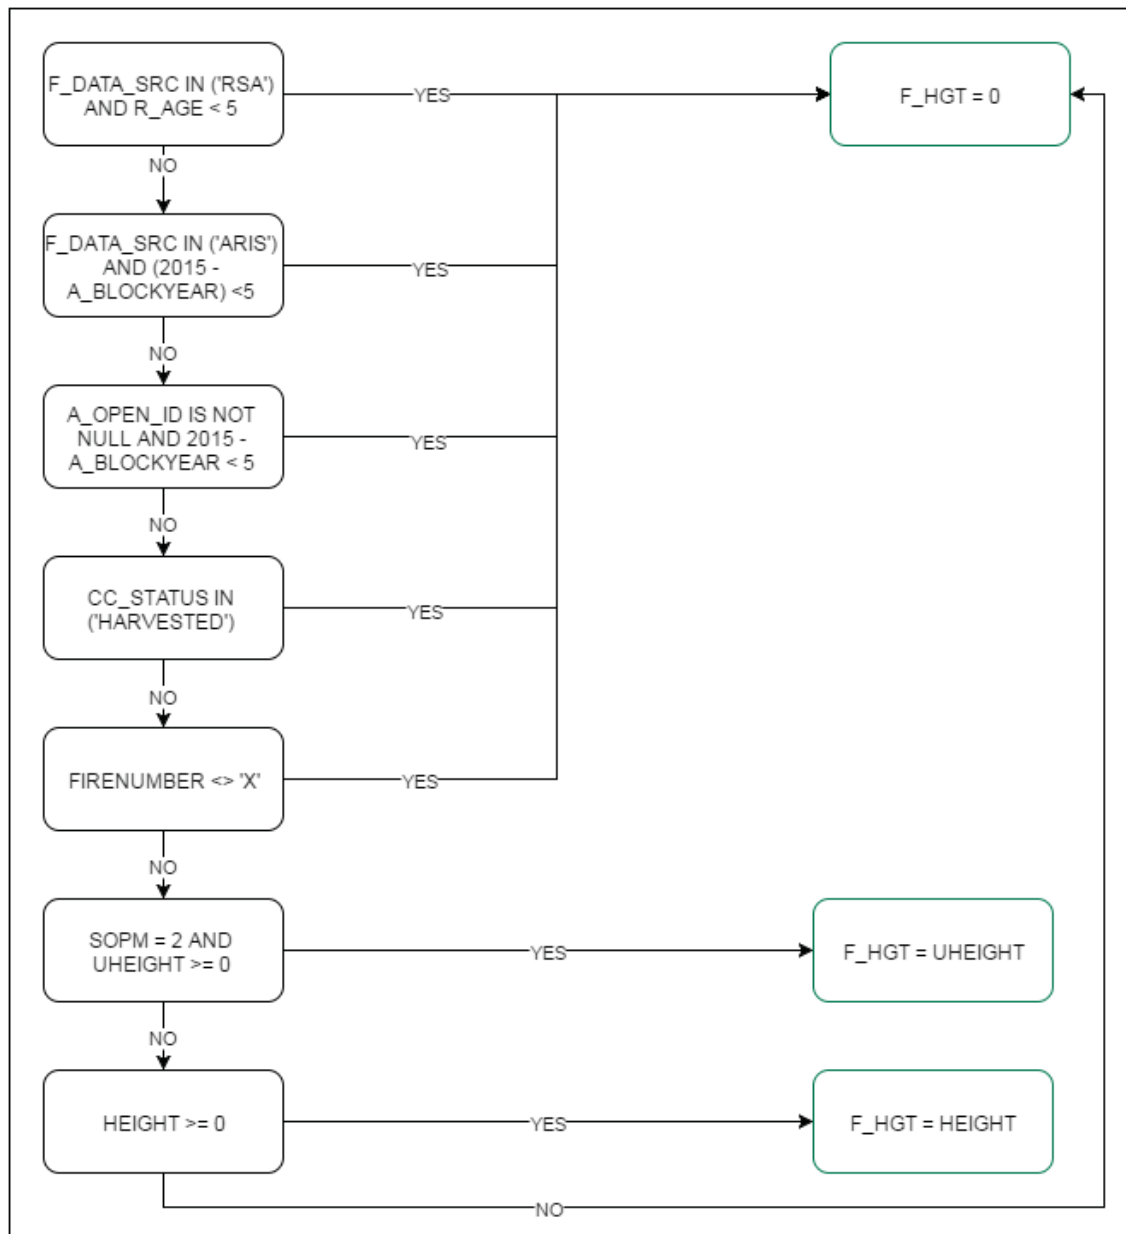 F_DATA_SRC IN ('RSA')
AND R_AGE < 5
YES
F_HGT = 0
NO
F_DATA_SRC IN ('ARIS')
AND (2015 -
A_BLOCKYEAR) <5
YES
NO
A_OPEN_ID IS NOT
NULL AND 2015 -
A_BLOCKYEAR < 5
YES
NO
CC_STATUS IN
('HARVESTED')
YES
NO
FIRENUMBER <> 'X'
YES
NO
SOPM = 2 AND
UHEIGHT >= 0
YES
F_HGT = UHEIGHT
NO
HEIGHT >= 0
YES
F_HGT = HEIGHT
NO